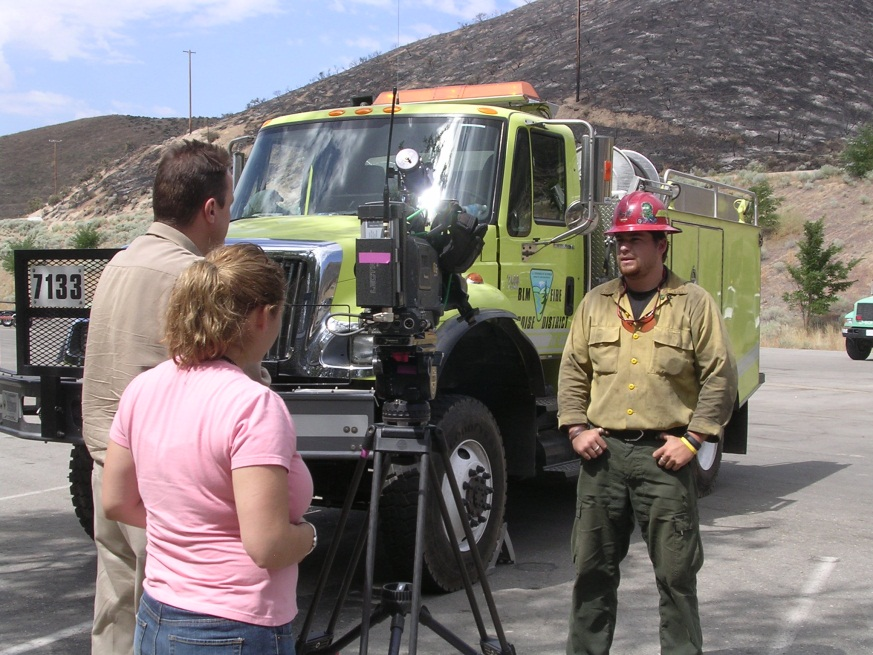 7133
BLM FIRE
BOISE DISTRICT